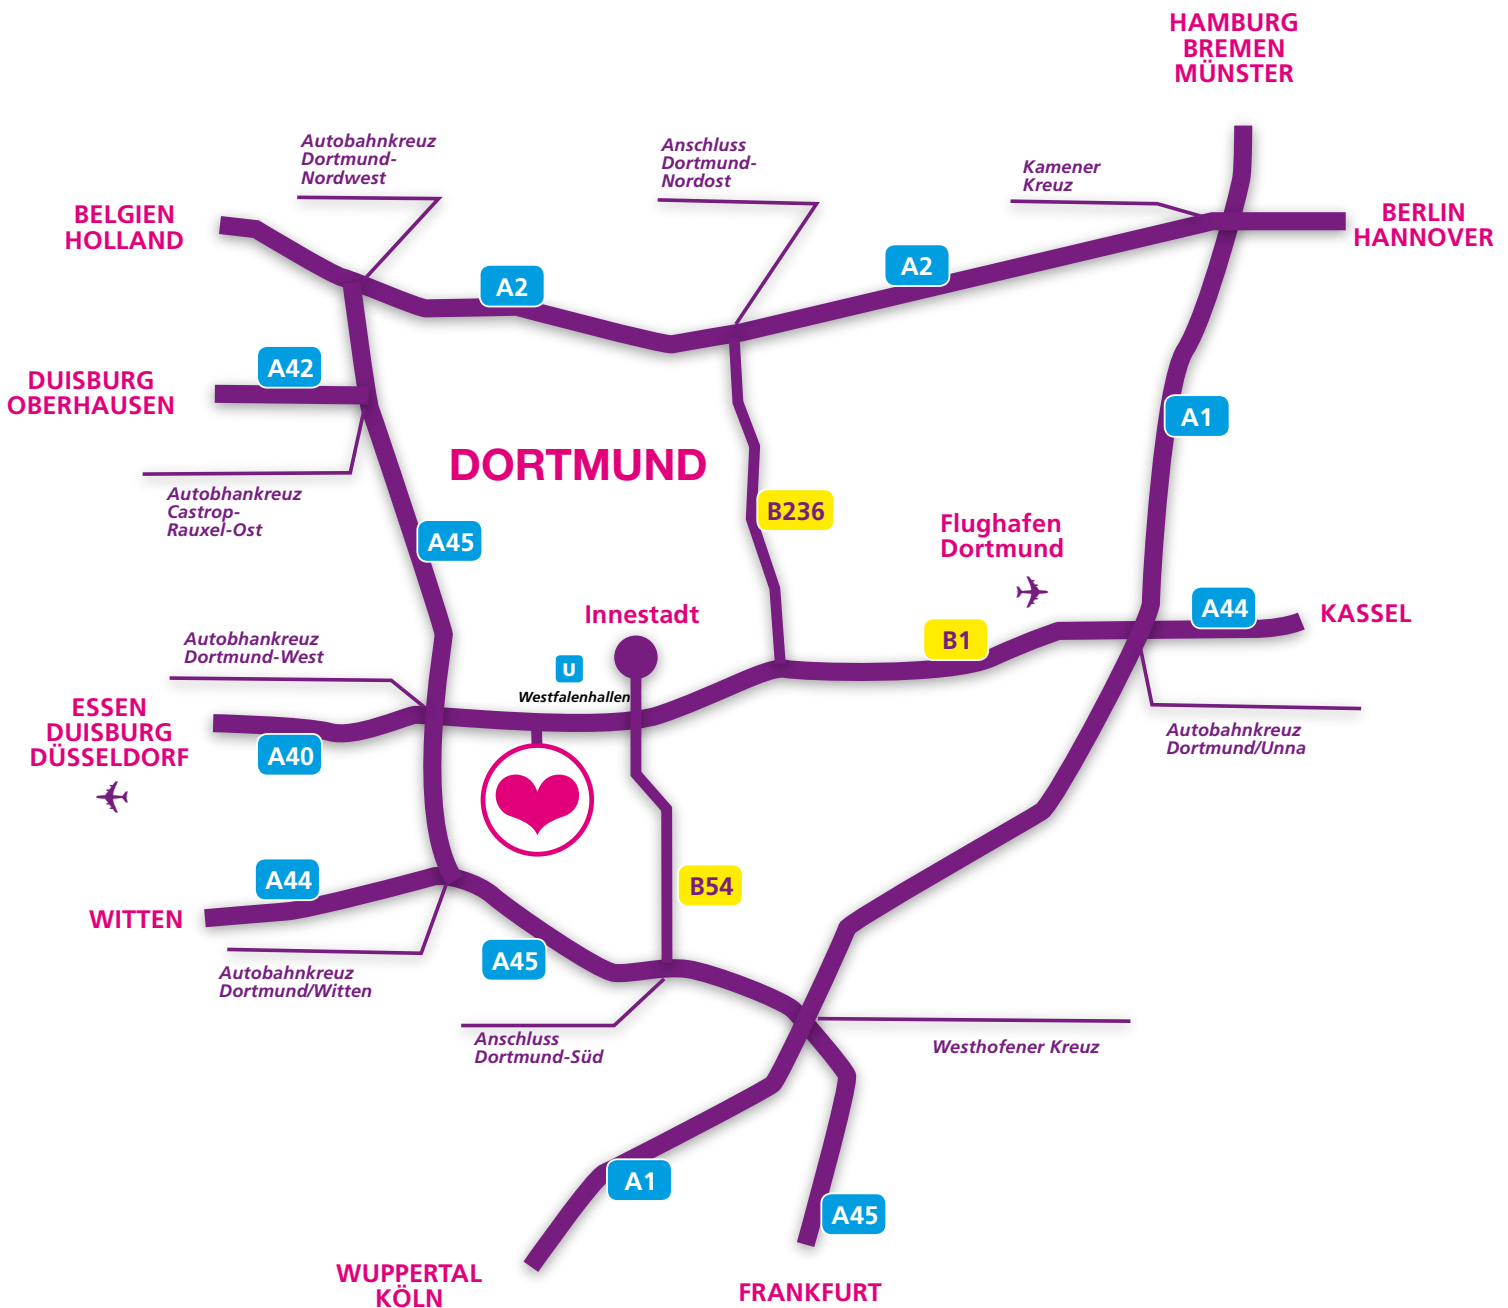 HAMBURG
BREMEN
MÜNSTER
Autobahnkreuz
Dortmund-
Nordwest
Anschluss
Dortmund-
Nordost
Kamener
Kreuz
BELGIEN
HOLLAND
BERLIN
HANNOVER
A2
A2
DUISBURG
OBERHAUSEN
A42
A1
DORTMUND
Autobhankreuz
Castrop-
Rauxel-Ost
A45
B236
Flughafen
Dortmund
Innestadt
A44
KASSEL
B1
Autobhankreuz
Dortmund-West
U
Westfalenhallen
ESSEN
DUISBURG
DÜSSELDORF
A40
Autobahnkreuz
Dortmund/Unna
A44
WITTEN
B54
Autobahnkreuz
Dortmund/Witten
A45
Anschluss
Dortmund-Süd
Westhofener Kreuz
A1
A45
WUPPERTAL
KÖLN
FRANKFURT